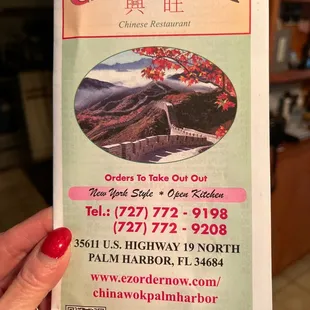 興旺
Chinese Restaurant
Orders To Take Out Out
New York Style * Open Kitchen
Tel.: (727) 772 - 9198
(727) 772 - 9208
35611 U.S. HIGHWAY 19 NORTH
PALM HARBOR, FL 34684
www.ezordernow.com/
chinawokpalmharbor